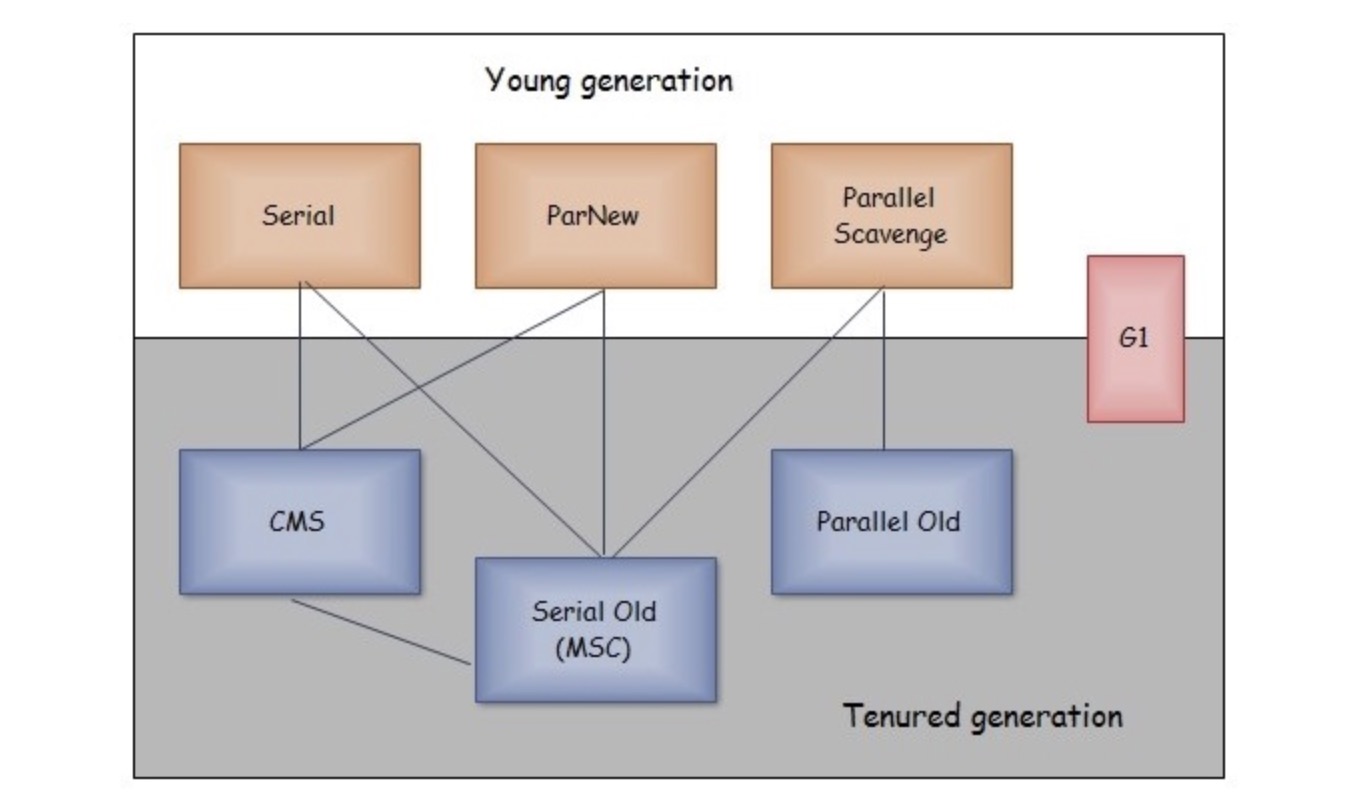 Young generation
Serial
ParNew
Parallel
Scavenge
G1
CMS
Parallel Old
Serial Old
(MSC)
Tenured generation